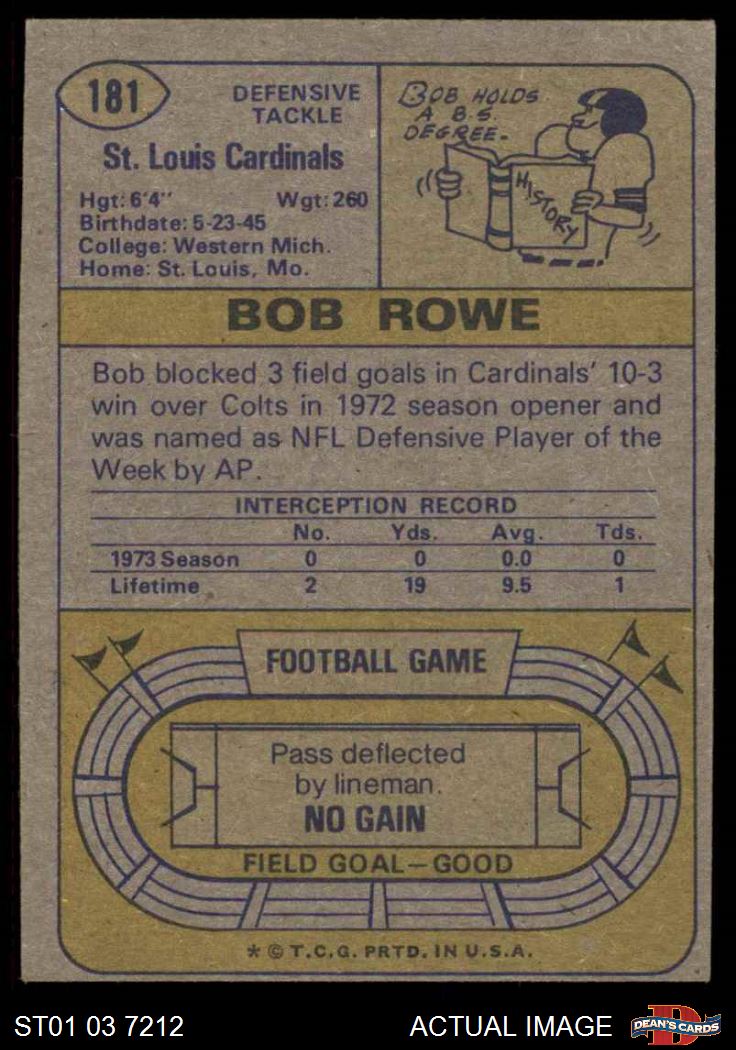 181
DEFENSIVE
TACKLE
St. Louis Cardinals
Hgt: 6'4" Wgt: 260
Birthdate: 5-23-45
College: Western Mich.
Home: St. Louis, Mo.
BOB HOLDS
A B.S.
DEGREE-
HISTORY
BOB ROWE
Bob blocked 3 field goals in Cardinals' 10-3
win over Colts in 1972 season opener and
was named as NFL Defensive Player of the
Week by AP.
INTERCEPTION RECORD
No. Yds. Avg. Tds.
1973 Season 0 0 0.0 0
Lifetime 2 19 9.5 1
FOOTBALL GAME
Pass deflected
by lineman.
NO GAIN
FIELD GOAL—GOOD
* © T.C.G. PRTD. IN U.S.A.
ST01 03 7212 ACTUAL IMAGE
DEAN'S CARDS